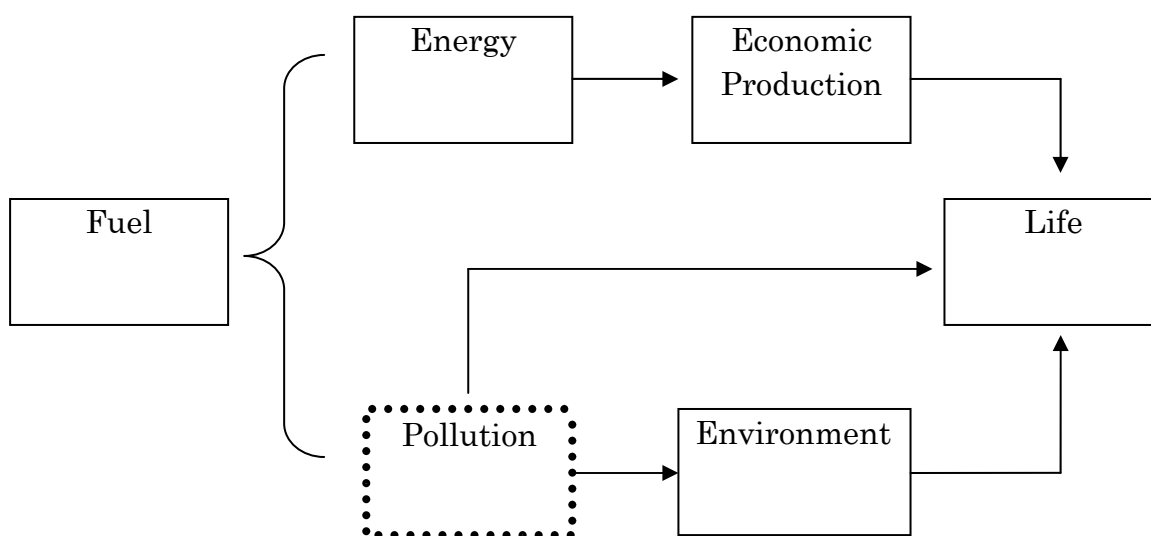 Energy
Economic
Production
Fuel
Life
Pollution
Environment